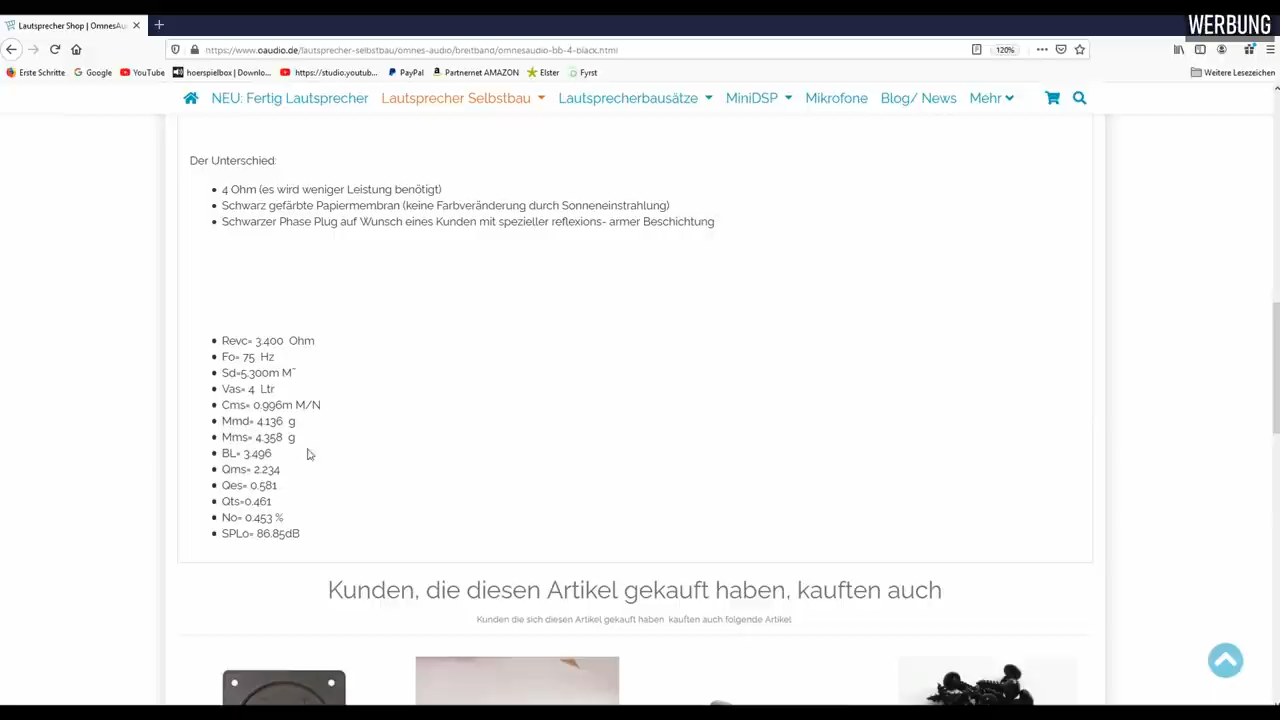 WERBUNG
Lautsprecher Shop | OmnesAu
https://www.oaudio.de/lautsprecher-selbstbau/omnes-audio/breitband/omnesaudio-bb-4-black.html
120%
Erste Schritte Google YouTube hoerspielbox | Downlo... https://studio.youtub... PayPal Partnernet AMAZON Elster Fyrst Weitere Lesezeichen
NEU: Fertig Lautsprecher Lautsprecher Selbstbau Lautsprecherbausätze MiniDSP Mikrofone Blog/ News Mehr
Der Unterschied:
• 4 Ohm (es wird weniger Leistung benötigt)
• Schwarz gefärbte Papiermembran (keine Farbveränderung durch Sonneneinstrahlung)
• Schwarzer Phase Plug auf Wunsch eines Kunden mit spezieller reflexions- armer Beschichtung
• Revc= 3.400 Ohm
• Fo= 75 Hz
• Sd=5.300m M˜
• Vas= 4 Ltr
• Cms= 0.996m M/N
• Mmd= 4.136 g
• Mms= 4.358 g
• BL= 3.496
• Qms= 2.234
• Qes= 0.581
• Qts=0.461
• No= 0.453 %
• SPLo= 86.85dB
Kunden, die diesen Artikel gekauft haben, kauften auch
Kunden die sich diesen Artikel gekauft haben kauften auch folgende Artikel